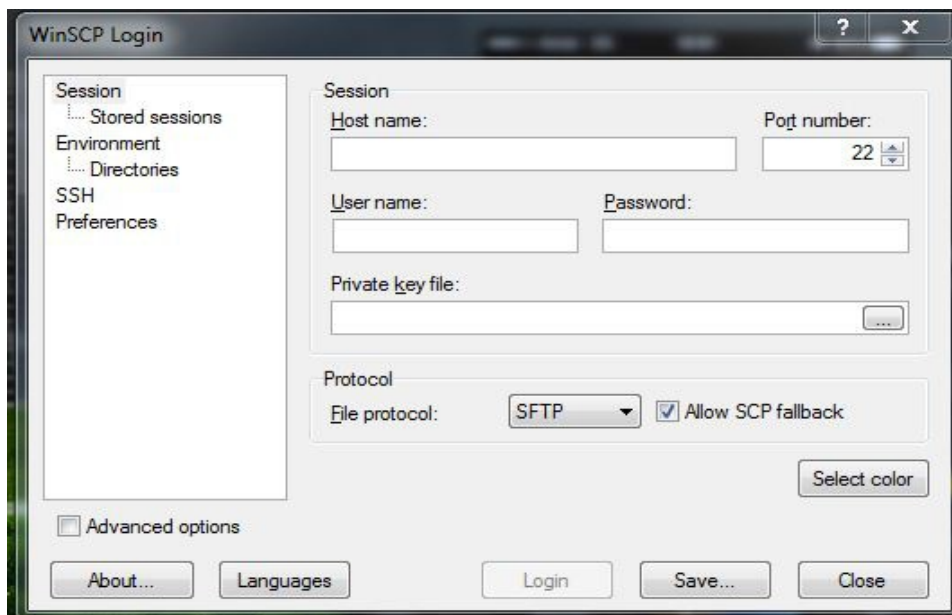 WinSCP Login
? x
Session
Stored sessions
Environment
Directories
SSH
Preferences
Session
Host name:
Port number:
22
User name:
Password:
Private key file:
...
Protocol
File protocol:
SFTP
Allow SCP fallback
Select color
Advanced options
About...
Languages
Login
Save...
Close